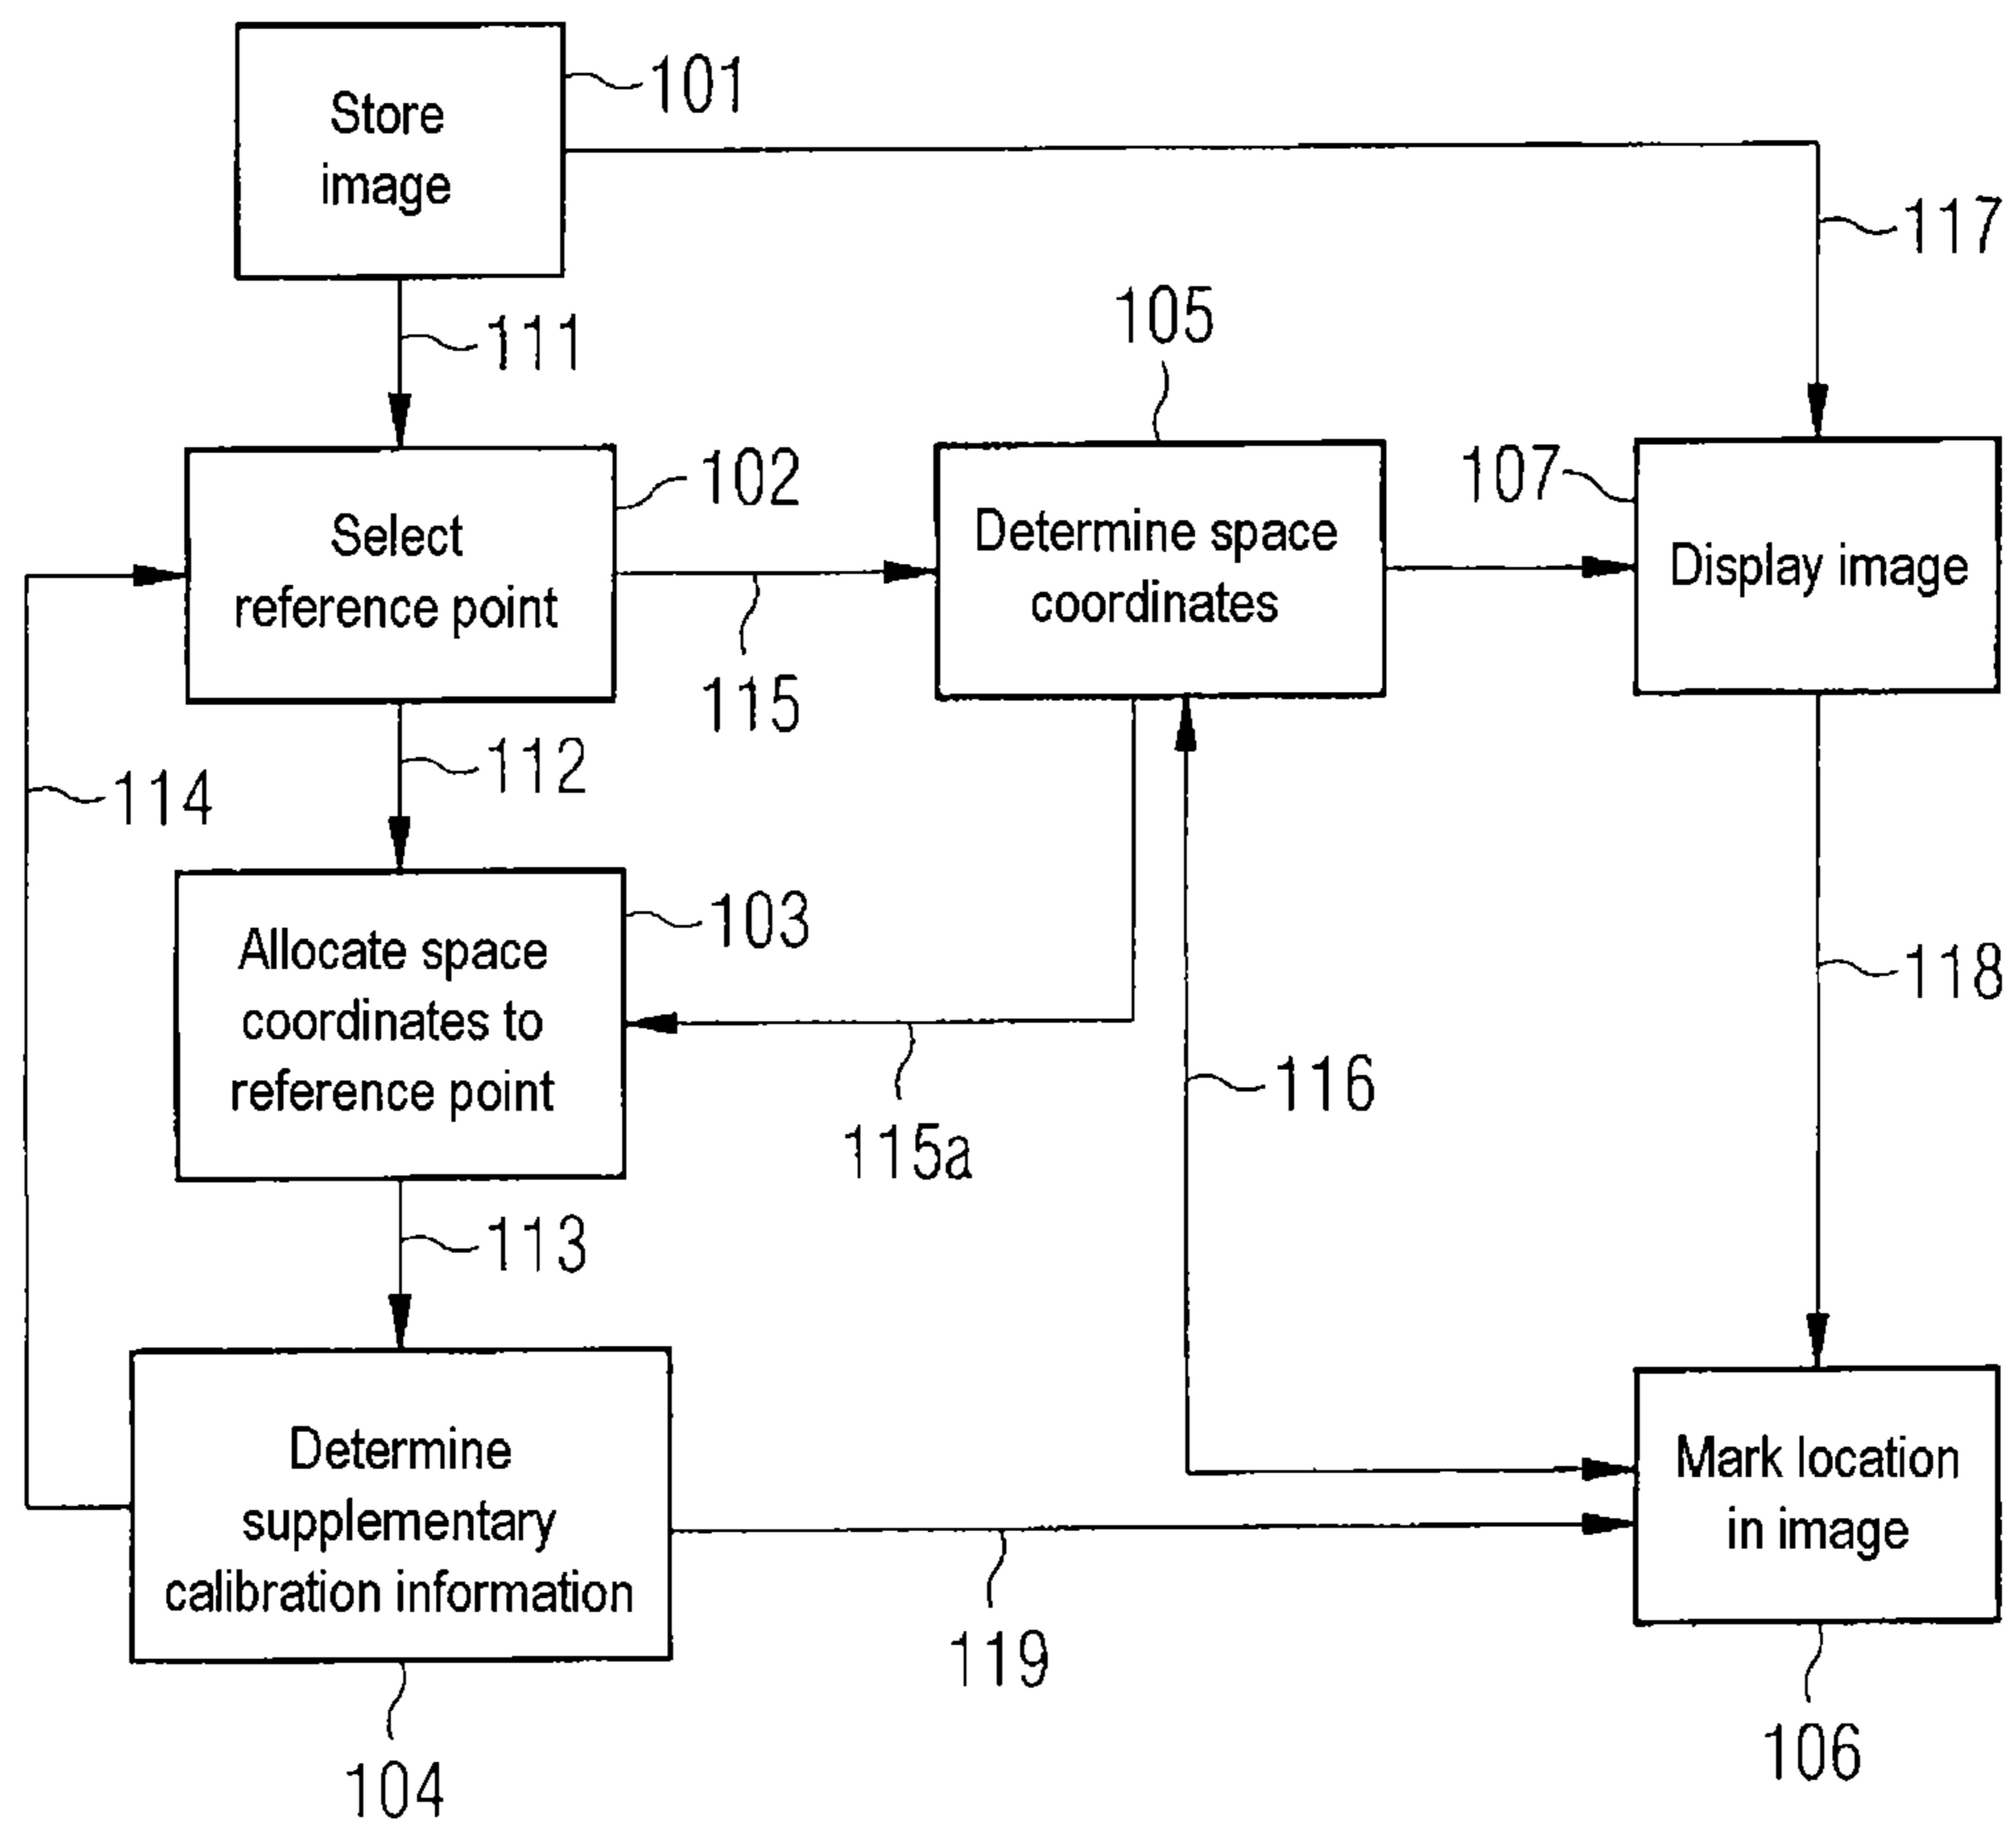 Store
image
101
117
111
105
Select
reference point
102
Determine space
coordinates
107
Display image
115
112
114
Allocate space
coordinates to
reference point
103
118
116
115a
113
Determine
supplementary
calibration information
Mark location
in image
119
104
106